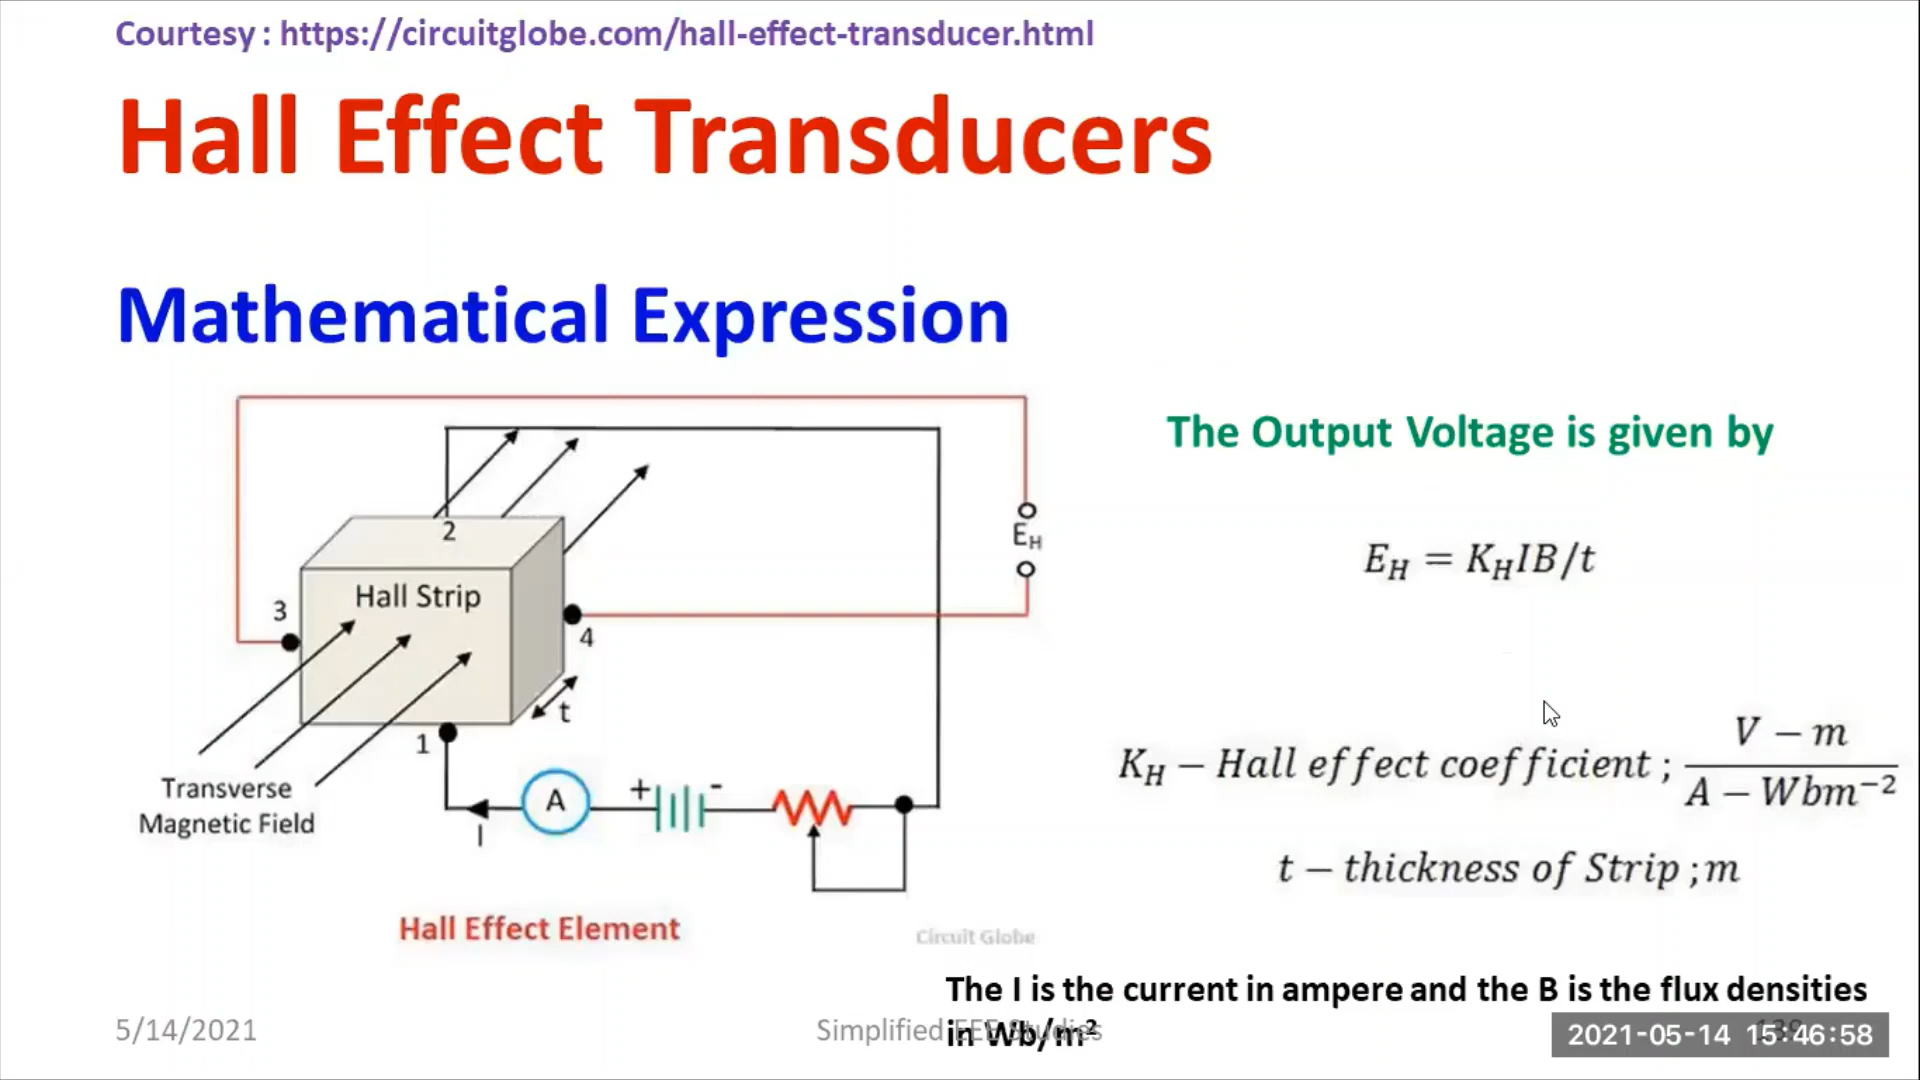 Courtesy : https://circuitglobe.com/hall-effect-transducer.html
Hall Effect Transducers
Mathematical Expression
The Output Voltage is given by
2
E_H
E_H = K_H IB/t
Hall Strip
3
4
t
1
K_H – Hall effect coefficient ; V – m / A – Wbm⁻²
Transverse
Magnetic Field
A
+
-
I
t – thickness of Strip ; m
Hall Effect Element
Circuit Globe
The I is the current in ampere and the B is the flux densities
in Wb/m²
5/14/2021
Simplified EEE Studies
2021-05-14 15:46:58